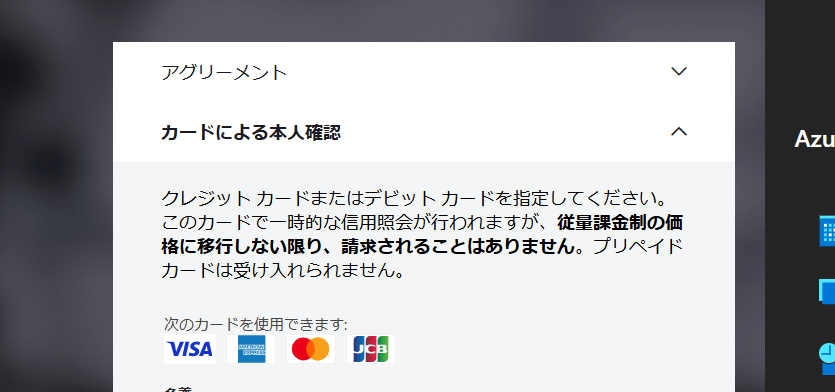 アグリーメント
カードによる本人確認
Azu
クレジット カードまたはデビット カードを指定してください。
このカードで一時的な信用照会が行われますが、従量課金制の価
格に移行しない限り、請求されることはありません。プリペイド
カードは受け入れられません。
次のカードを使用できます:
VISA AMERICAN EXPRESS JCB